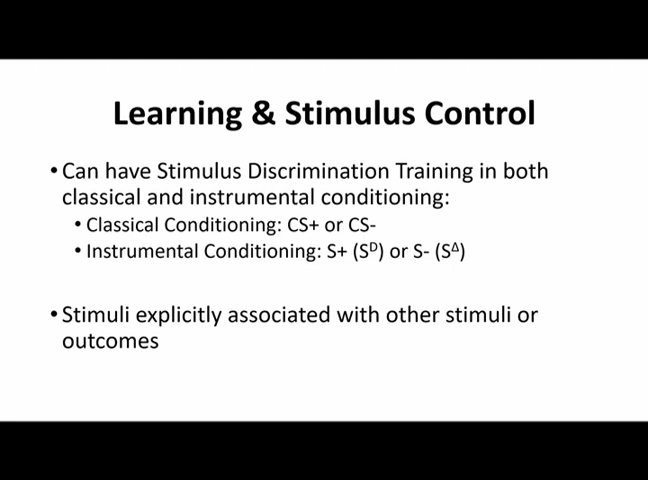 Learning & Stimulus Control
• Can have Stimulus Discrimination Training in both
classical and instrumental conditioning:
• Classical Conditioning: CS+ or CS-
• Instrumental Conditioning: S+ (Sᴰ) or S- (S^Δ)
• Stimuli explicitly associated with other stimuli or
outcomes